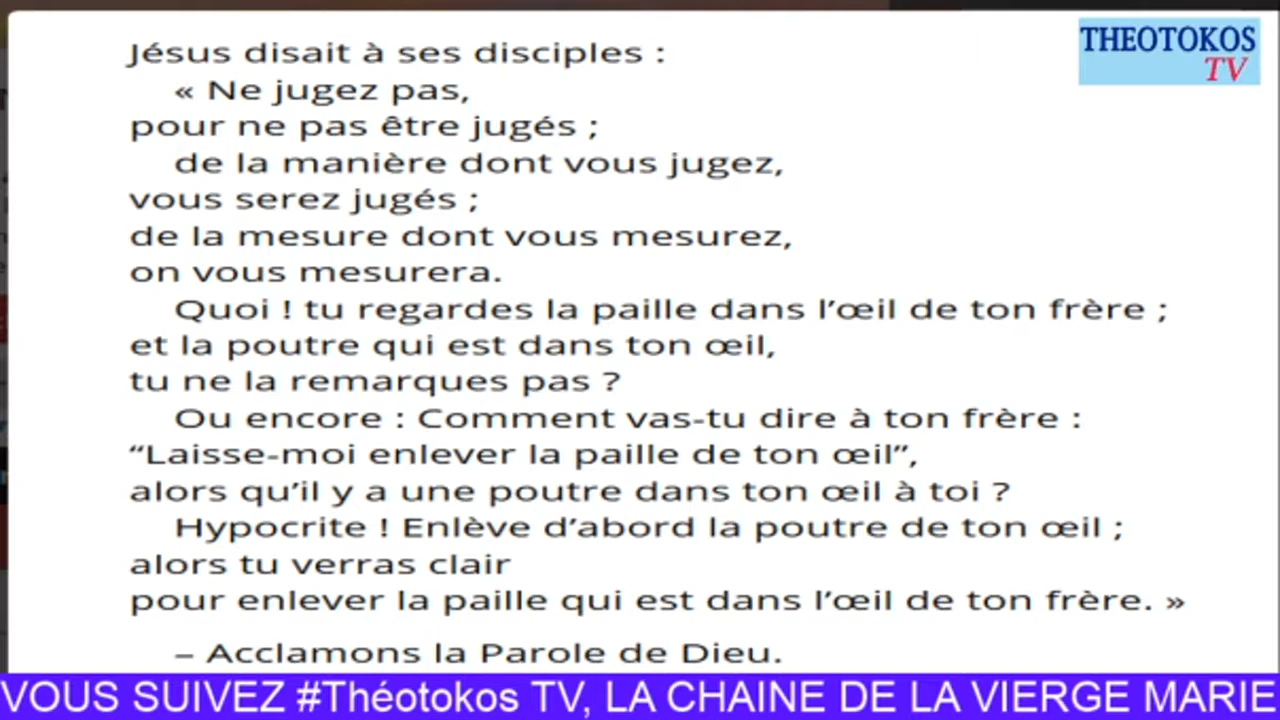 THEOTOKOS
TV
Jésus disait à ses disciples :
« Ne jugez pas,
pour ne pas être jugés ;
de la manière dont vous jugez,
vous serez jugés ;
de la mesure dont vous mesurez,
on vous mesurera.
Quoi ! tu regardes la paille dans l’œil de ton frère ;
et la poutre qui est dans ton œil,
tu ne la remarques pas ?
Ou encore : Comment vas-tu dire à ton frère :
“Laisse-moi enlever la paille de ton œil”,
alors qu’il y a une poutre dans ton œil à toi ?
Hypocrite ! Enlève d’abord la poutre de ton œil ;
alors tu verras clair
pour enlever la paille qui est dans l’œil de ton frère. »
– Acclamons la Parole de Dieu.
VOUS SUIVEZ #Théotokos TV, LA CHAINE DE LA VIERGE MARIE